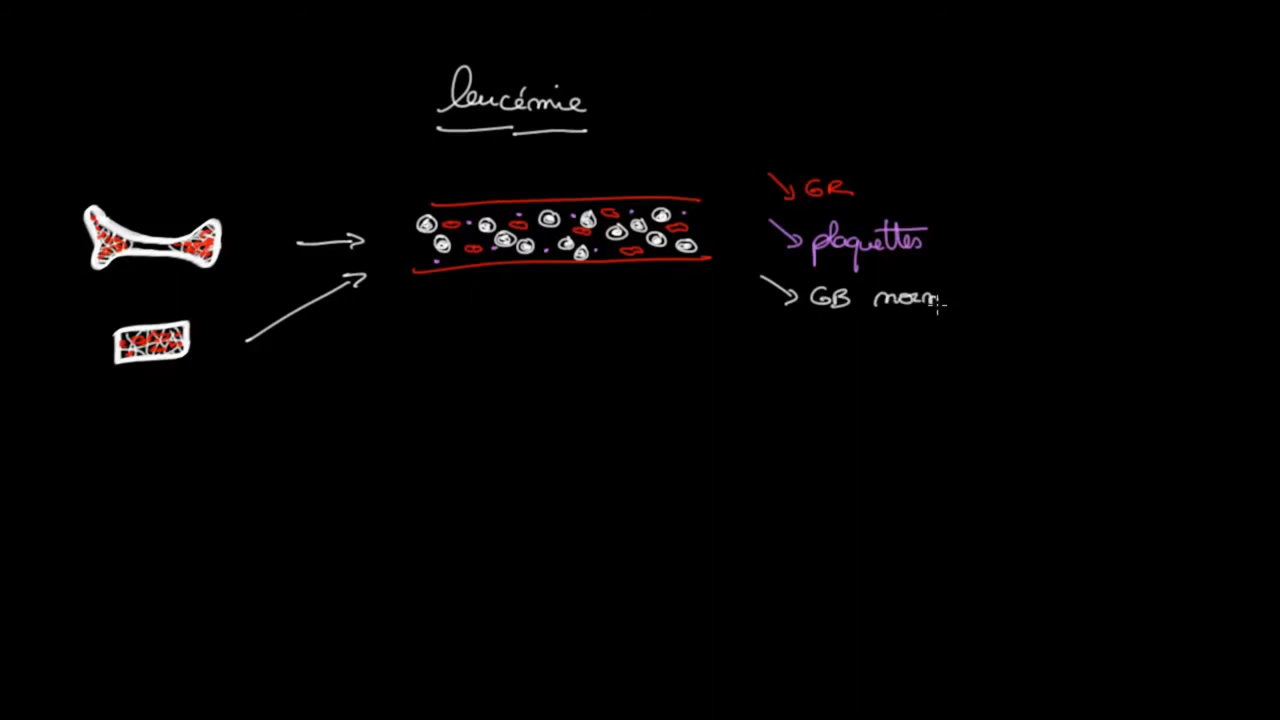 leucémie
↘ GR
↘ plaquettes
↘ GB norm